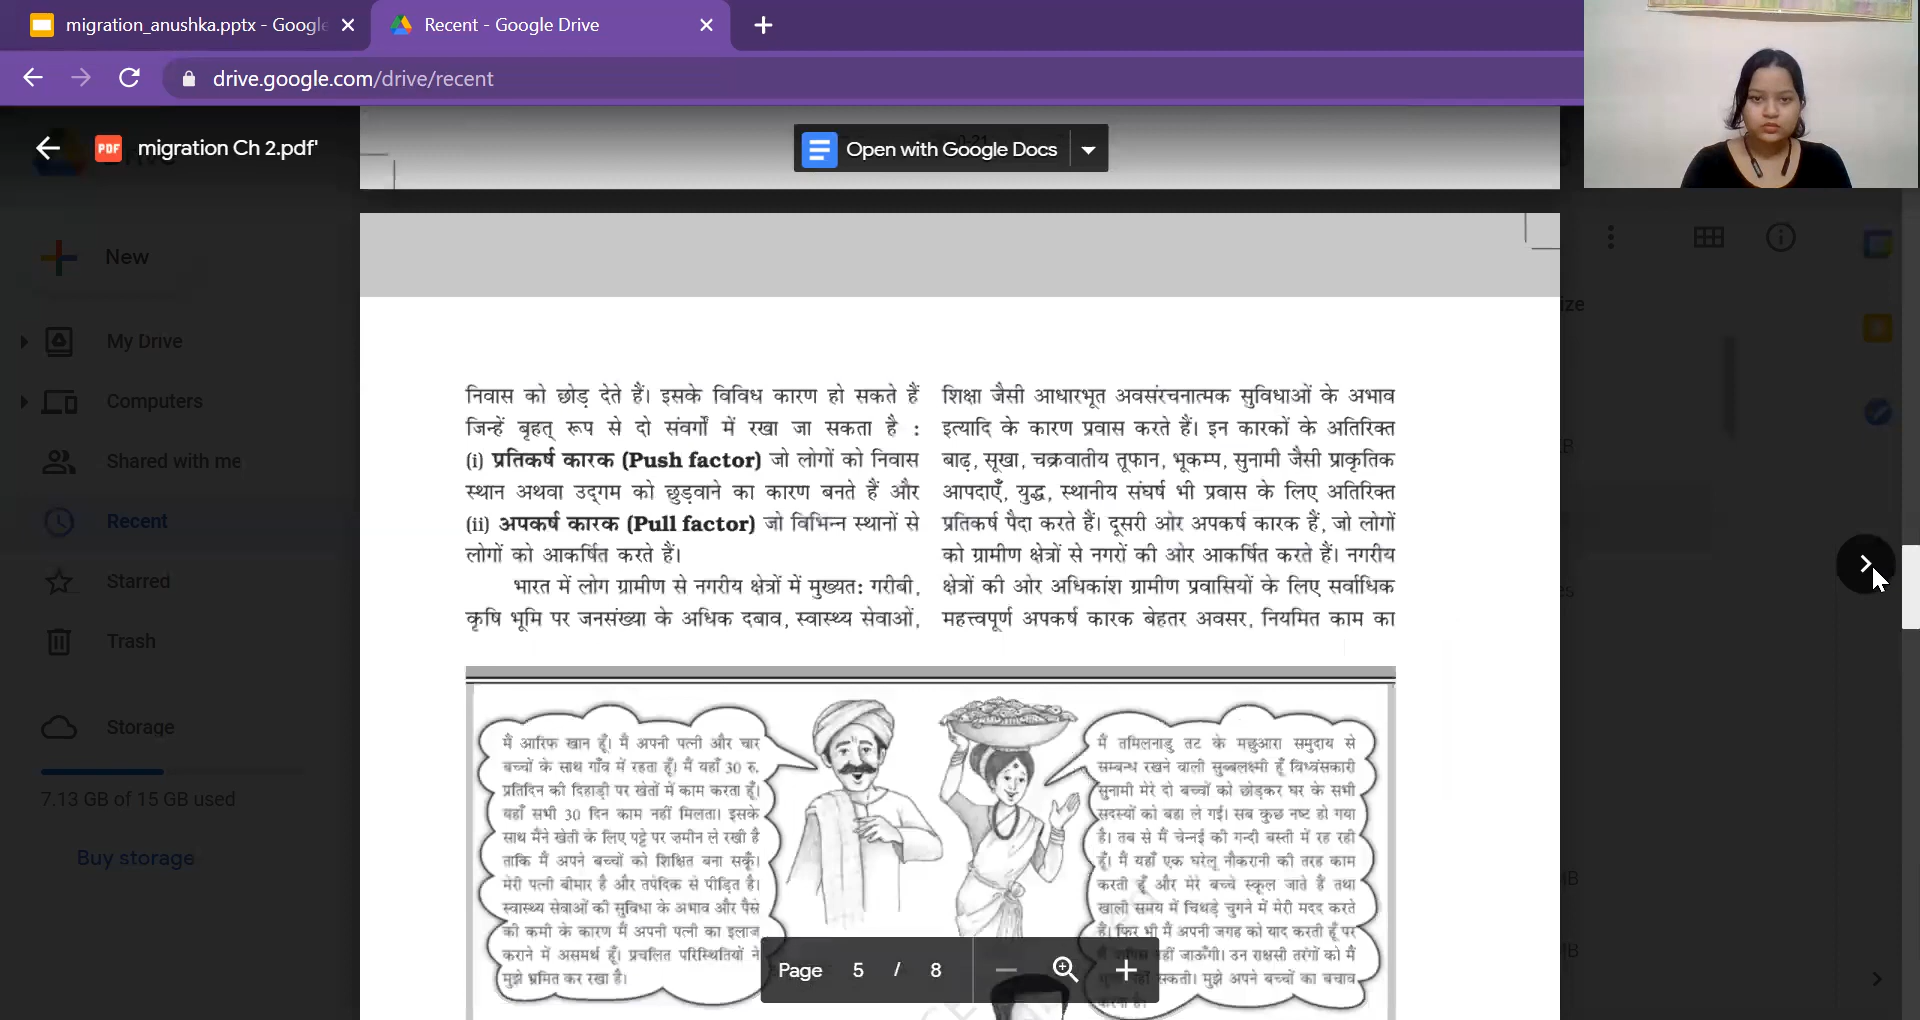 migration_anushka.pptx - Google
Recent - Google Drive
drive.google.com/drive/recent
PDF
migration Ch 2.pdf'
Open with Google Docs
New
My Drive
Computers
Shared with me
Recent
Starred
Trash
Storage
7.13 GB of 15 GB used
Buy storage
निवास को छोड़ देते हैं। इसके विविध कारण हो सकते हैं
जिन्हें बृहत् रूप से दो संवर्गों में रखा जा सकता है :
(i) प्रतिकर्ष कारक (Push factor) जो लोगों को निवास
स्थान अथवा उद्‌गम को छुड़वाने का कारण बनते हैं और
(ii) अपकर्ष कारक (Pull factor) जो विभिन्न स्थानों से
लोगों को आकर्षित करते हैं।
भारत में लोग ग्रामीण से नगरीय क्षेत्रों में मुख्यत: गरीबी,
कृषि भूमि पर जनसंख्या के अधिक दबाव, स्वास्थ्य सेवाओं,
शिक्षा जैसी आधारभूत अवसंरचनात्मक सुविधाओं के अभाव
इत्यादि के कारण प्रवास करते हैं। इन कारकों के अतिरिक्त
बाढ़, सूखा, चक्रवातीय तूफान, भूकम्प, सुनामी जैसी प्राकृतिक
आपदाएँ, युद्ध, स्थानीय संघर्ष भी प्रवास के लिए अतिरिक्त
प्रतिकर्ष पैदा करते हैं। दूसरी ओर अपकर्ष कारक हैं, जो लोगों
को ग्रामीण क्षेत्रों से नगरों की ओर आकर्षित करते हैं। नगरीय
क्षेत्रों की ओर अधिकांश ग्रामीण प्रवासियों के लिए सर्वाधिक
महत्त्वपूर्ण अपकर्ष कारक बेहतर अवसर, नियमित काम का
मैं आरिफ खान हूँ। मैं अपनी पत्नी और चार
बच्चों के साथ गाँव में रहता हूँ। मैं यहाँ 30 रु.
प्रतिदिन की दिहाड़ी पर खेतों में काम करता हूँ।
यहाँ सभी 30 दिन काम नहीं मिलता। इसके
साथ मैंने खेती के लिए पट्टे पर ज़मीन ले रखी है
ताकि मैं अपने बच्चों को शिक्षित बना सकूँ।
मेरी पत्नी बीमार है और तपेदिक से पीड़ित है।
स्वास्थ्य सेवाओं की सुविधा के अभाव और पैसे
की कमी के कारण मैं अपनी पत्नी का इलाज
कराने में असमर्थ हूँ। प्रचलित परिस्थितियों ने
मुझे भ्रमित कर रखा है।
मैं तमिलनाडु तट के मछुआरा समुदाय से
सम्बन्ध रखने वाली सुब्बलक्ष्मी हूँ विध्वंसकारी
सुनामी मेरे दो बच्चों को छोड़कर घर के सभी
सदस्यों को बहा ले गई। सब कुछ नष्ट हो गया
है। तब से मैं चेन्नई की गन्दी बस्ती में रह रही
हूँ। मैं यहाँ एक घरेलू नौकरानी की तरह काम
करती हूँ और मेरे बच्चे स्कूल जाते हैं तथा
खाली समय में चिथड़े चुगने में मेरी मदद करते
हैं। फिर भी मैं अपनी जगह को याद करती हूँ पर
नहीं जाऊँगी। उन राक्षसी तरंगों को मैं
सकती। मुझे अपने बच्चों का बचाव
Page 5 / 8